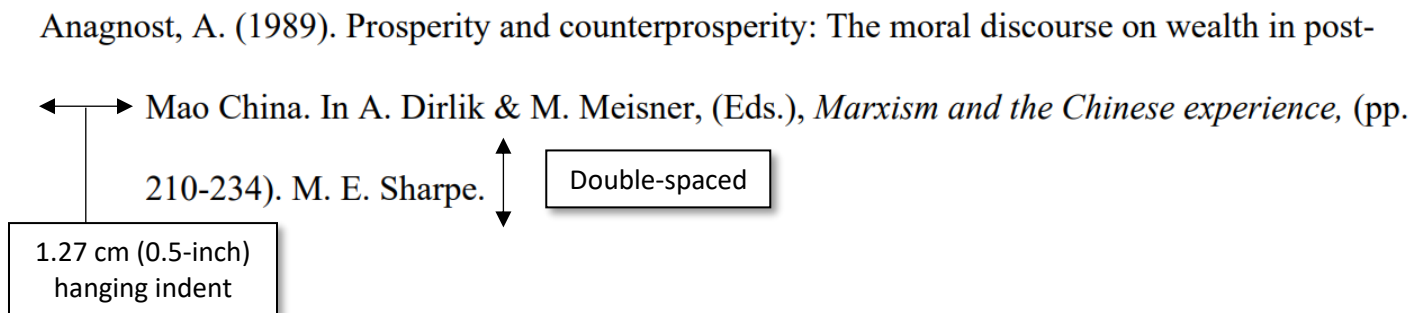 Anagnost, A. (1989). Prosperity and counterprosperity: The moral discourse on wealth in post-
Mao China. In A. Dirlik & M. Meisner, (Eds.), Marxism and the Chinese experience, (pp.
210-234). M. E. Sharpe.
Double-spaced
1.27 cm (0.5-inch)
hanging indent